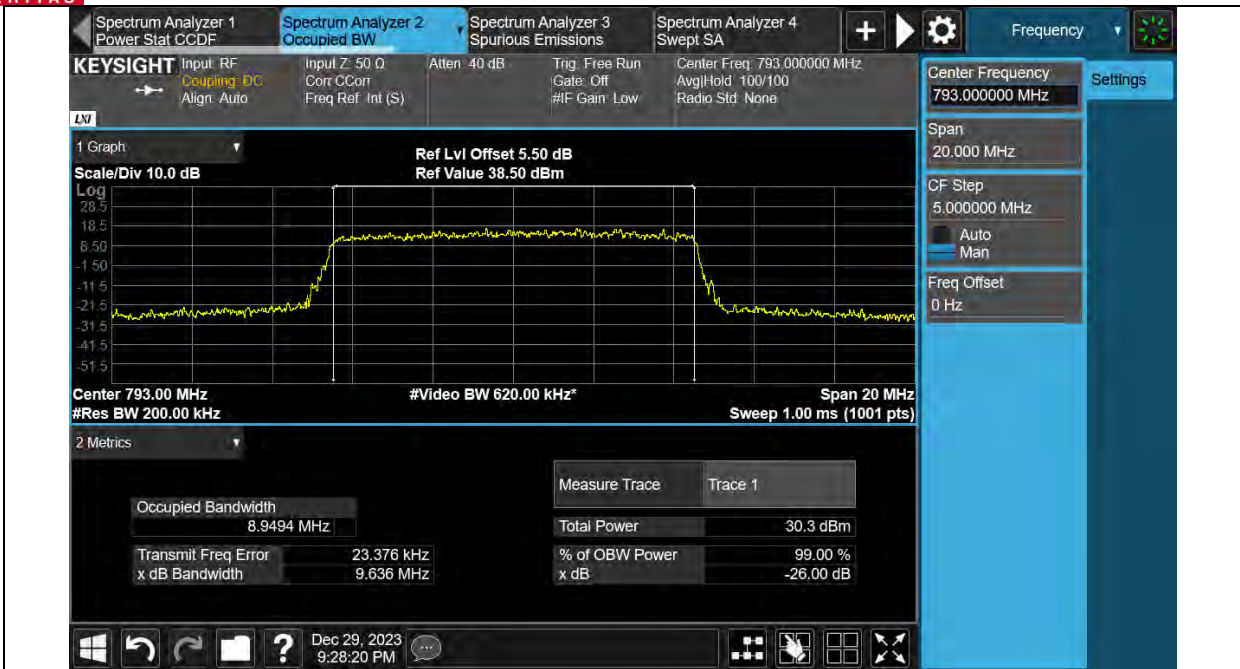 Spectrum Analyzer 1
Power Stat CCDF
Spectrum Analyzer 2
Occupied BW
Spectrum Analyzer 3
Spurious Emissions
Spectrum Analyzer 4
Swept SA
+
Frequency
KEYSIGHT
Input: RF
Coupling: DC
Align: Auto
Input Z: 50 Ω
Corr CCorr
Freq Ref: Int (S)
Atten: 40 dB
Trig: Free Run
Gate: Off
#IF Gain: Low
Center Freq: 793.000000 MHz
Avg|Hold: 100/100
Radio Std: None
LXI
Center Frequency
793.000000 MHz
Settings
Span
20.000 MHz
CF Step
5.000000 MHz
Auto
Man
Freq Offset
0 Hz
1 Graph
Scale/Div 10.0 dB
Ref Lvl Offset 5.50 dB
Ref Value 38.50 dBm
Log
28.5
18.5
8.50
-1.50
-11.5
-21.5
-31.5
-41.5
-51.5
Center 793.00 MHz
#Video BW 620.00 kHz*
Span 20 MHz
#Res BW 200.00 kHz
Sweep 1.00 ms (1001 pts)
2 Metrics
Measure Trace Trace 1
Occupied Bandwidth
8.9494 MHz
Total Power 30.3 dBm
Transmit Freq Error 23.376 kHz
% of OBW Power 99.00 %
x dB Bandwidth 9.636 MHz
x dB -26.00 dB
?
Dec 29, 2023
9:28:20 PM